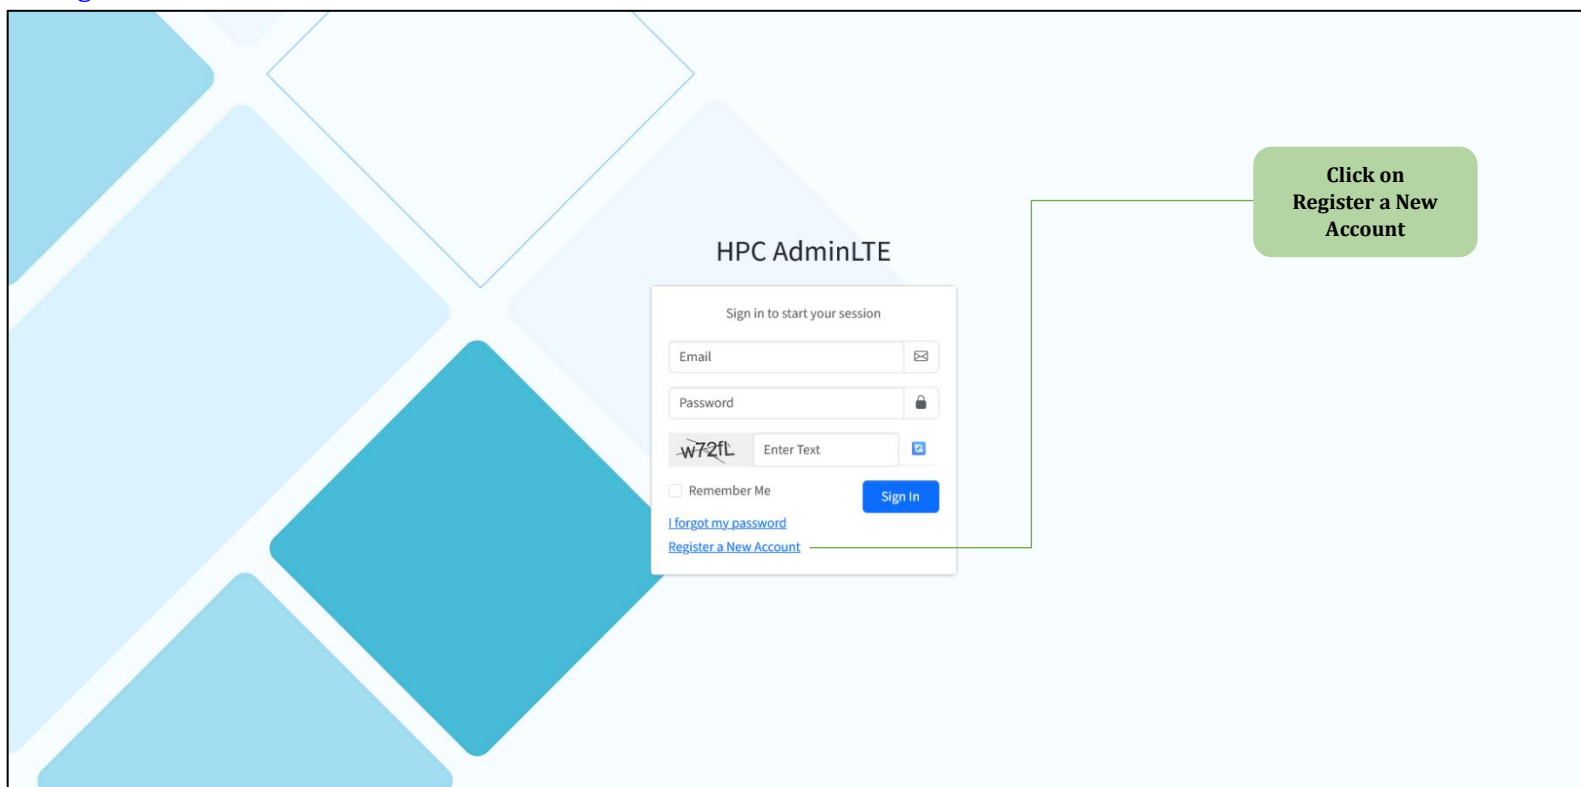 Click on
Register a New
Account
HPC AdminLTE
Sign in to start your session
Email
Password
w72fL
Enter Text
Remember Me
Sign In
I forgot my password
Register a New Account